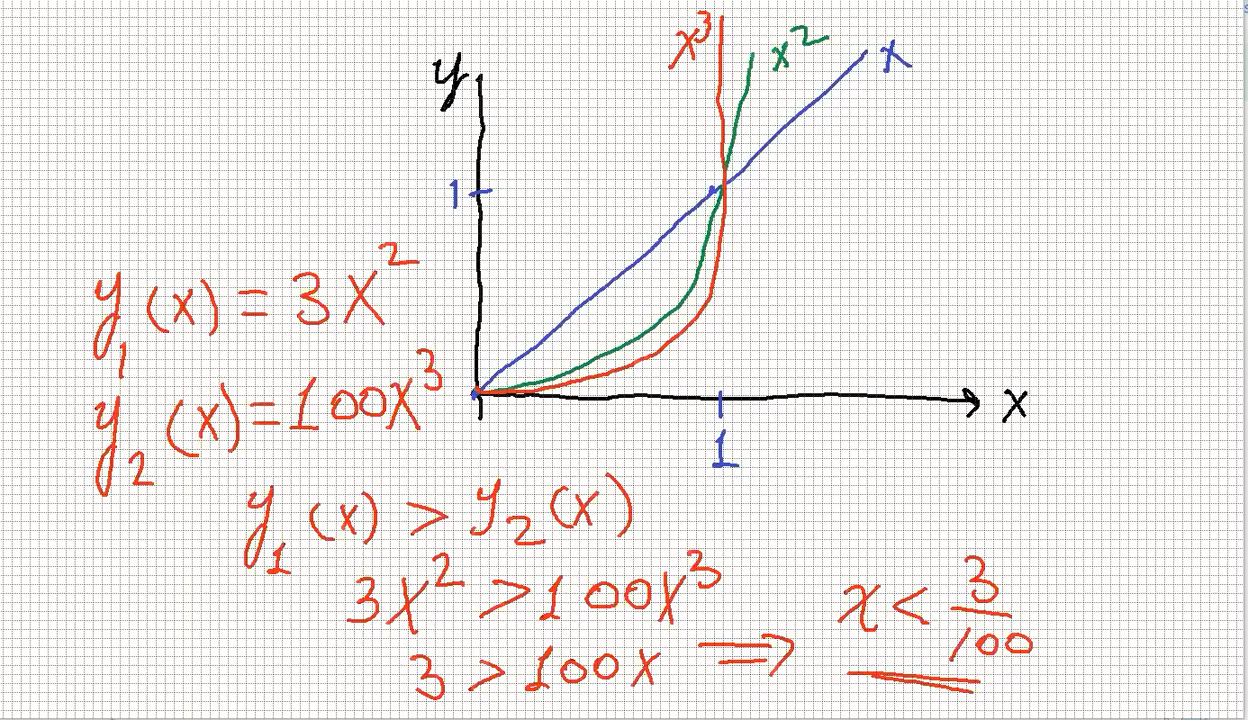 x³ x² x
y
1
y₁(x) = 3x²
y₂(x) = 100x³
x
1
y₁(x) > y₂(x)
3x² > 100x³
3 > 100x ⟹ x < 3/100